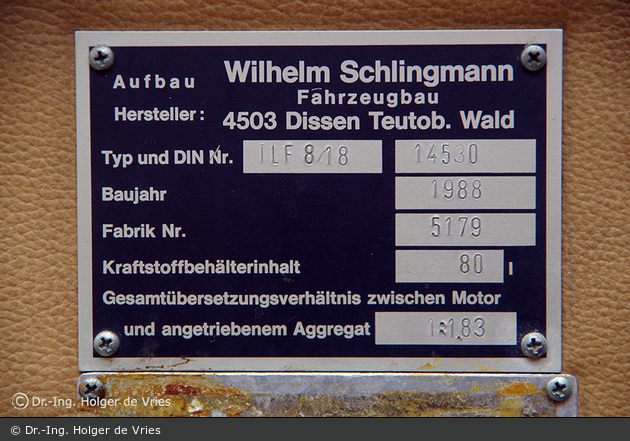 Aufbau Wilhelm Schlingmann
Fahrzeugbau
Hersteller: 4503 Dissen Teutob. Wald
Typ und DIN Nr. TLF 8/18 14530
Baujahr 1988
Fabrik Nr. 5179
Kraftstoffbehälterinhalt 80 l
Gesamtübersetzungsverhältnis zwischen Motor
und angetriebenem Aggregat 1:1,83
© Dr.-Ing. Holger de Vries
© Dr.-Ing. Holger de Vries